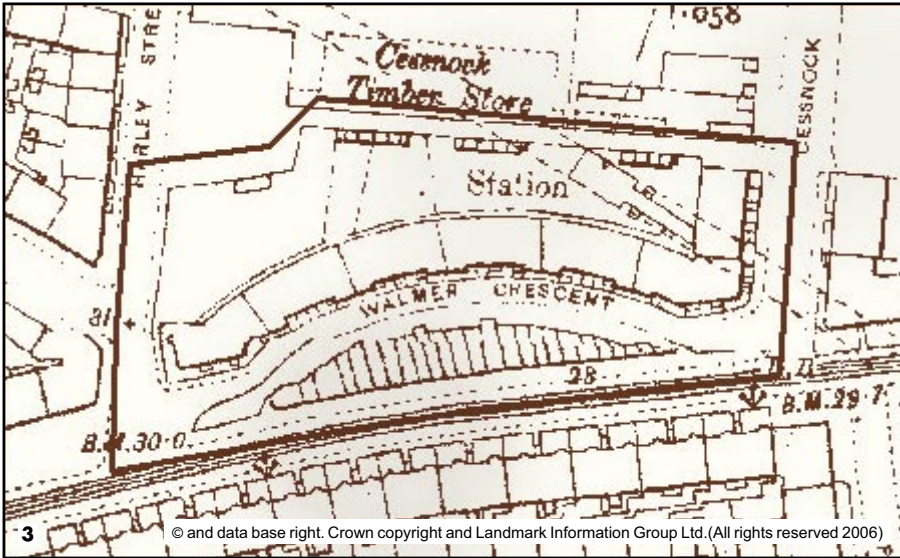 ·058
HARLEY STRE
CESSNOCK
Cessnock
Timber Store
Station
WALMER CRESCENT
31
28
B.M.30·0
B.M.29·7
3
© and data base right. Crown copyright and Landmark Information Group Ltd.(All rights reserved 2006)